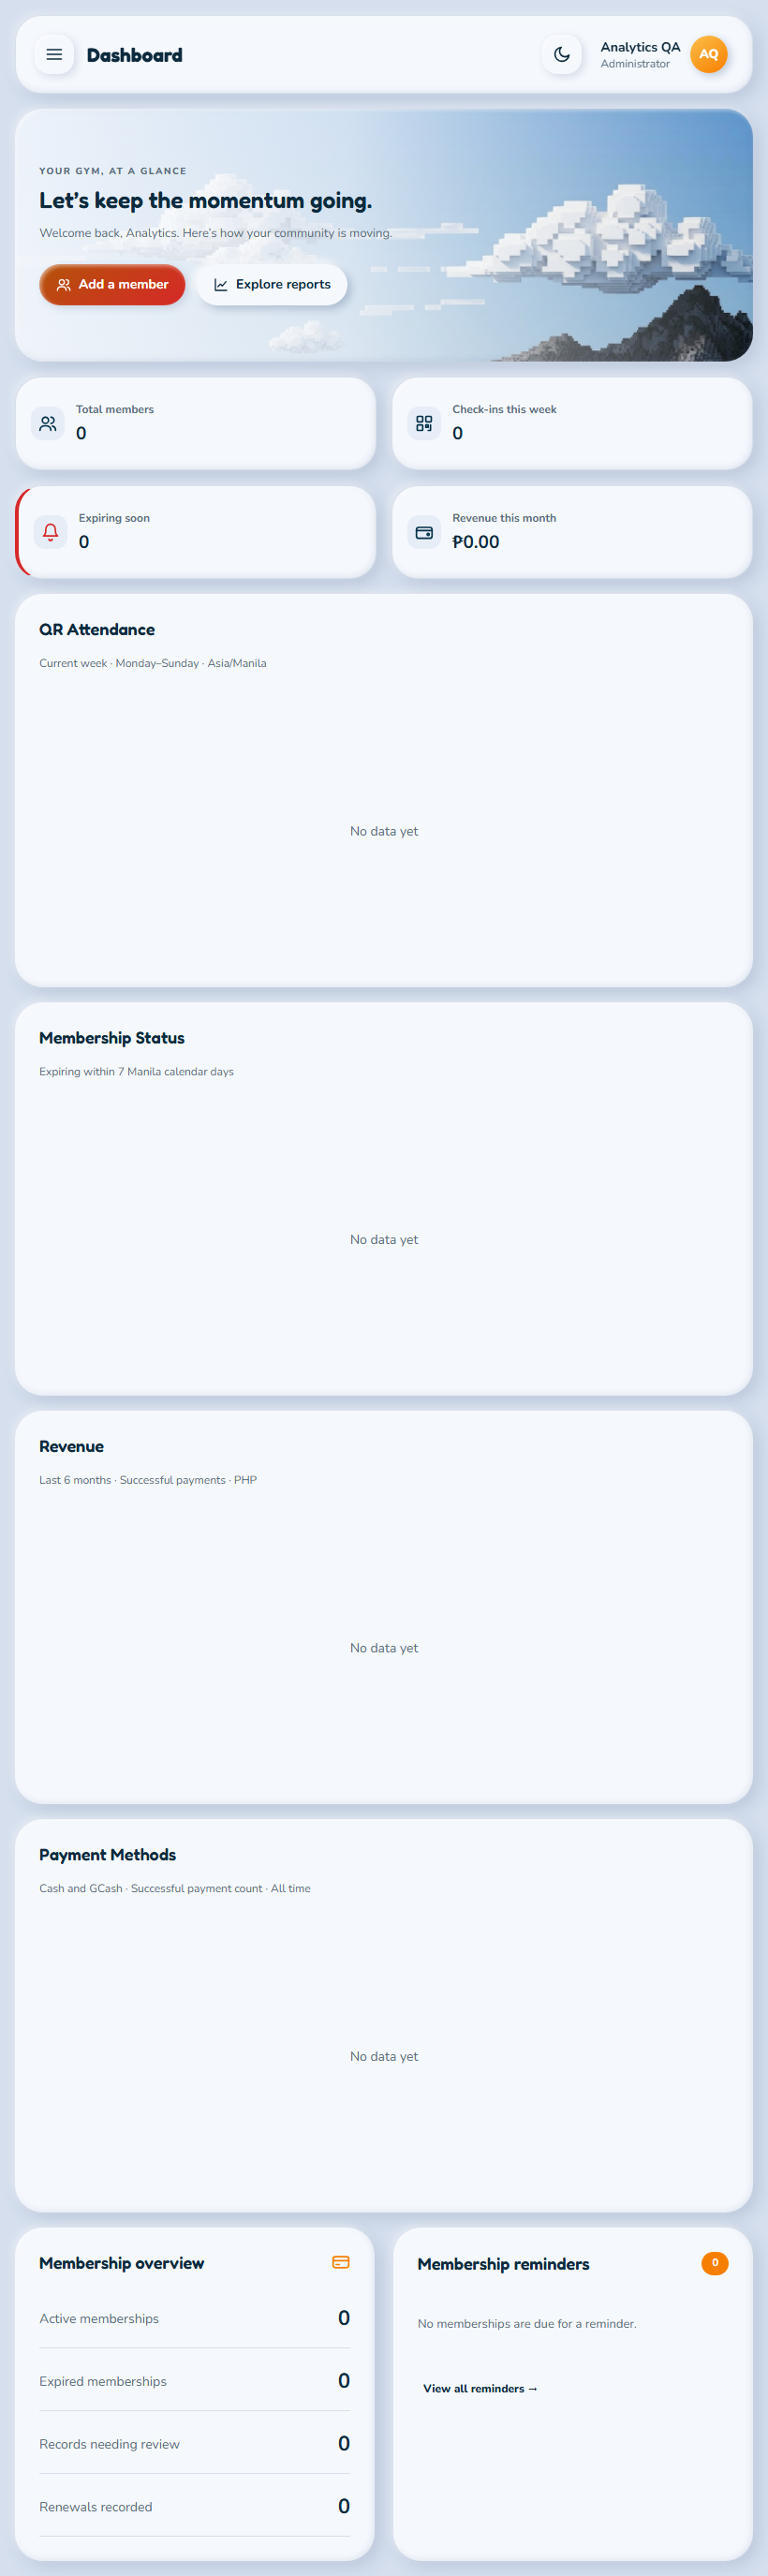 Dashboard
Analytics QA
Administrator
AQ
YOUR GYM, AT A GLANCE
Let’s keep the momentum going.
Welcome back, Analytics. Here’s how your community is moving.
Add a member
Explore reports
Total members
0
Check-ins this week
0
Expiring soon
0
Revenue this month
₱0.00
QR Attendance
Current week · Monday–Sunday · Asia/Manila
No data yet
Membership Status
Expiring within 7 Manila calendar days
No data yet
Revenue
Last 6 months · Successful payments · PHP
No data yet
Payment Methods
Cash and GCash · Successful payment count · All time
No data yet
Membership overview
Active memberships
0
Expired memberships
0
Records needing review
0
Renewals recorded
0
Membership reminders
0
No memberships are due for a reminder.
View all reminders →